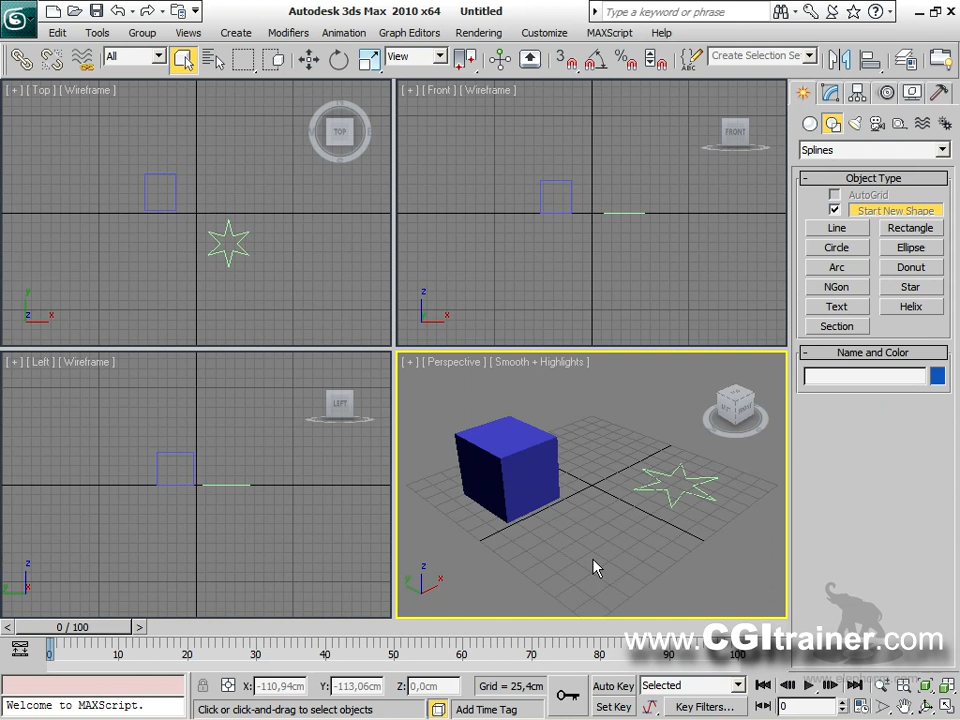 Autodesk 3ds Max 2010 x64 Untitled
Type a keyword or phrase
Edit Tools Group Views Create Modifiers Animation Graph Editors Rendering Customize MAXScript Help
All
View
3
Create Selection Se
[ + ] [ Top ] [ Wireframe ]
TOP
[ + ] [ Front ] [ Wireframe ]
FRONT
Splines
- Object Type
AutoGrid
Start New Shape
Line Rectangle
Circle Ellipse
Arc Donut
NGon Star
Text Helix
Section
- Name and Color
y
z x
z
x
[ + ] [ Left ] [ Wireframe ]
LEFT
[ + ] [ Perspective ] [ Smooth + Highlights ]
z
y x
z
y x
< 0 / 100 >
0 10 20 30 40 50 60 70 80 90 100
www.CGItrainer.com
X: -110,94cm Y: -113,06cm Z: 0,0cm Grid = 25,4cm
Auto Key Selected
Welcome to MAXScript.
Click or click-and-drag to select objects
Add Time Tag
Set Key Key Filters... 0